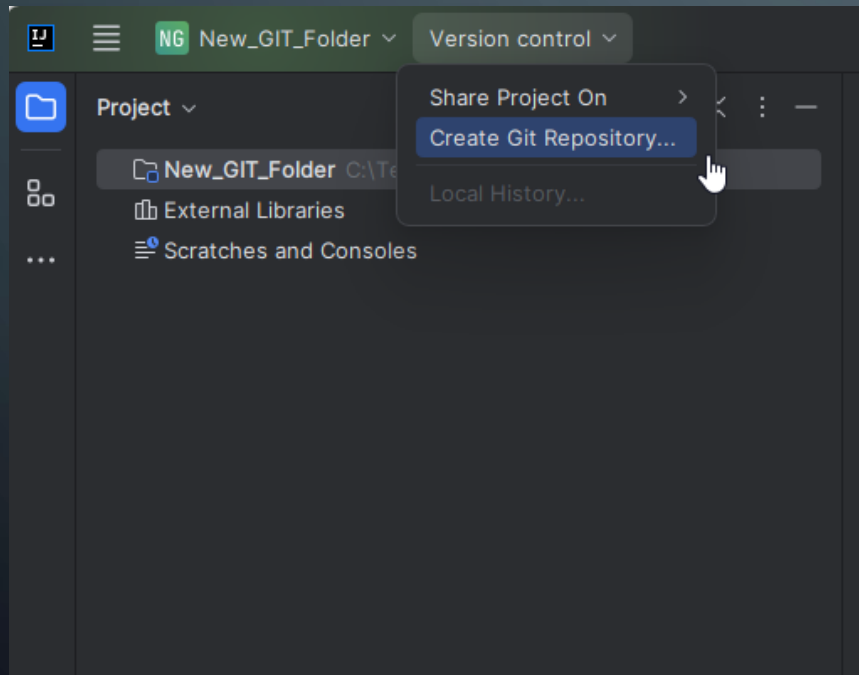 IJ
NG New_GIT_Folder Version control
Project
Share Project On
Create Git Repository...
Local History...
New_GIT_Folder C:\Te
External Libraries
Scratches and Consoles